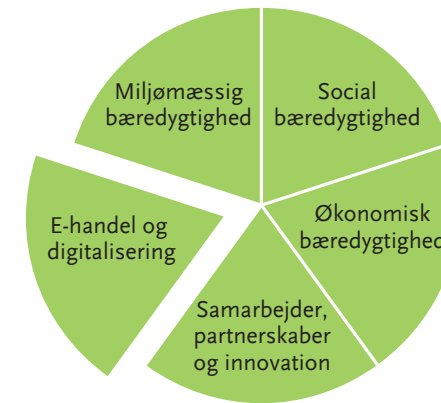 Miljømæssig
bæredygtighed
Social
bæredygtighed
Økonomisk
bæredygtighed
Samarbejder,
partnerskaber
og innovation
E-handel og
digitalisering